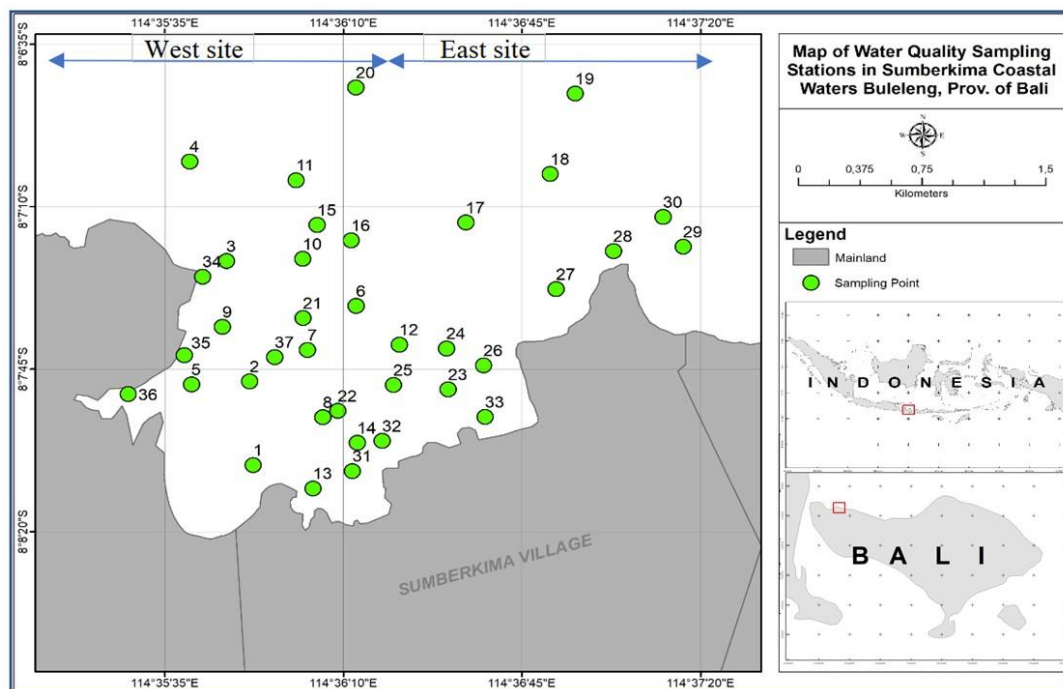 114°35'35"E 114°36'10"E 114°36'45"E 114°37'20"E
8°6'35"S
8°7'10"S
8°7'45"S
8°8'20"S
West site East site
20
19
4
11
18
15
16
17
30
3
10
28
29
34
27
6
21
9
12
24
35
7
37
26
5
2
25
23
36
22
8
33
14
32
1
31
13
SUMBERKIMA VILLAGE
114°35'35"E 114°36'10"E 114°36'45"E 114°37'20"E
Map of Water Quality Sampling
Stations in Sumberkima Coastal
Waters Buleleng, Prov. of Bali
N
W E
S
0 0,375 0,75 1,5
Kilometers
Legend
Mainland
Sampling Point
INDONESIA
BALI